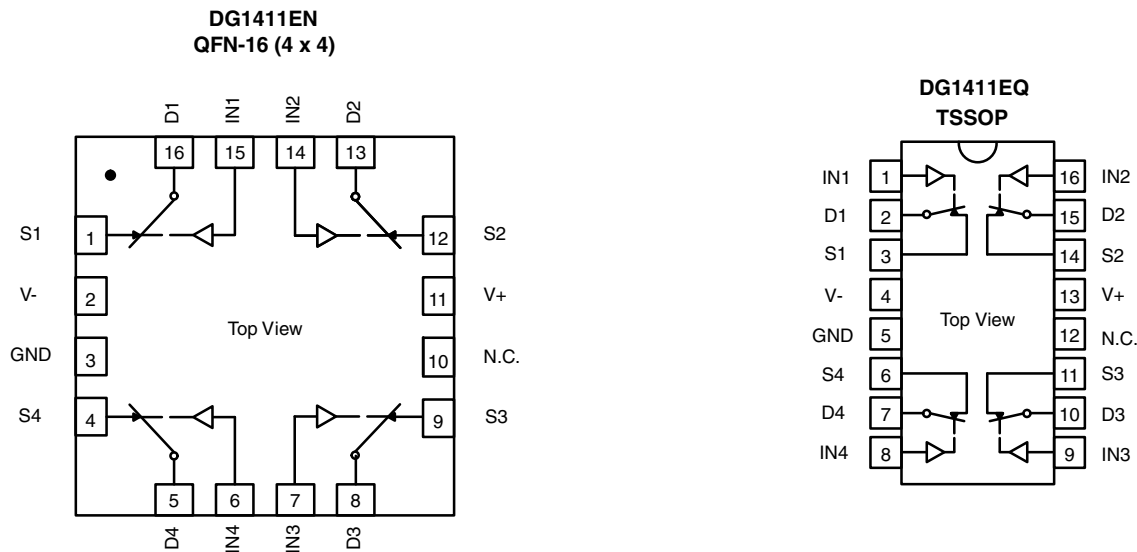 DG1411EN
QFN-16 (4 x 4)
D1
IN1
IN2
D2
16
15
14
13
S1
1
12
S2
V-
2
11
V+
Top View
GND
3
10
N.C.
S4
4
9
S3
5
6
7
8
D4
IN4
IN3
D3
DG1411EQ
TSSOP
IN1
1
16
IN2
D1
2
15
D2
S1
3
14
S2
V-
4
13
V+
Top View
GND
5
12
N.C.
S4
6
11
S3
D4
7
10
D3
IN4
8
9
IN3